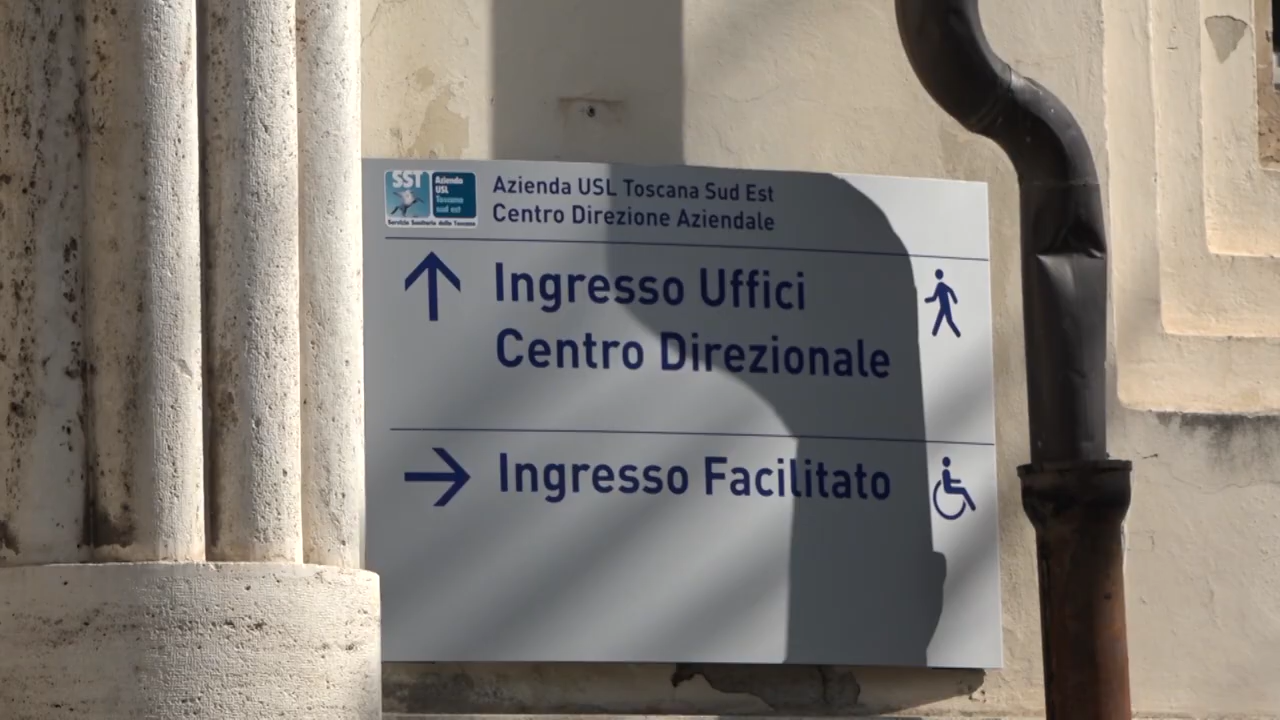 SST
Azienda
USL
Toscana
sud est
Servizio Sanitario della Toscana
Azienda USL Toscana Sud Est
Centro Direzione Aziendale
Ingresso Uffici
Centro Direzionale
Ingresso Facilitato